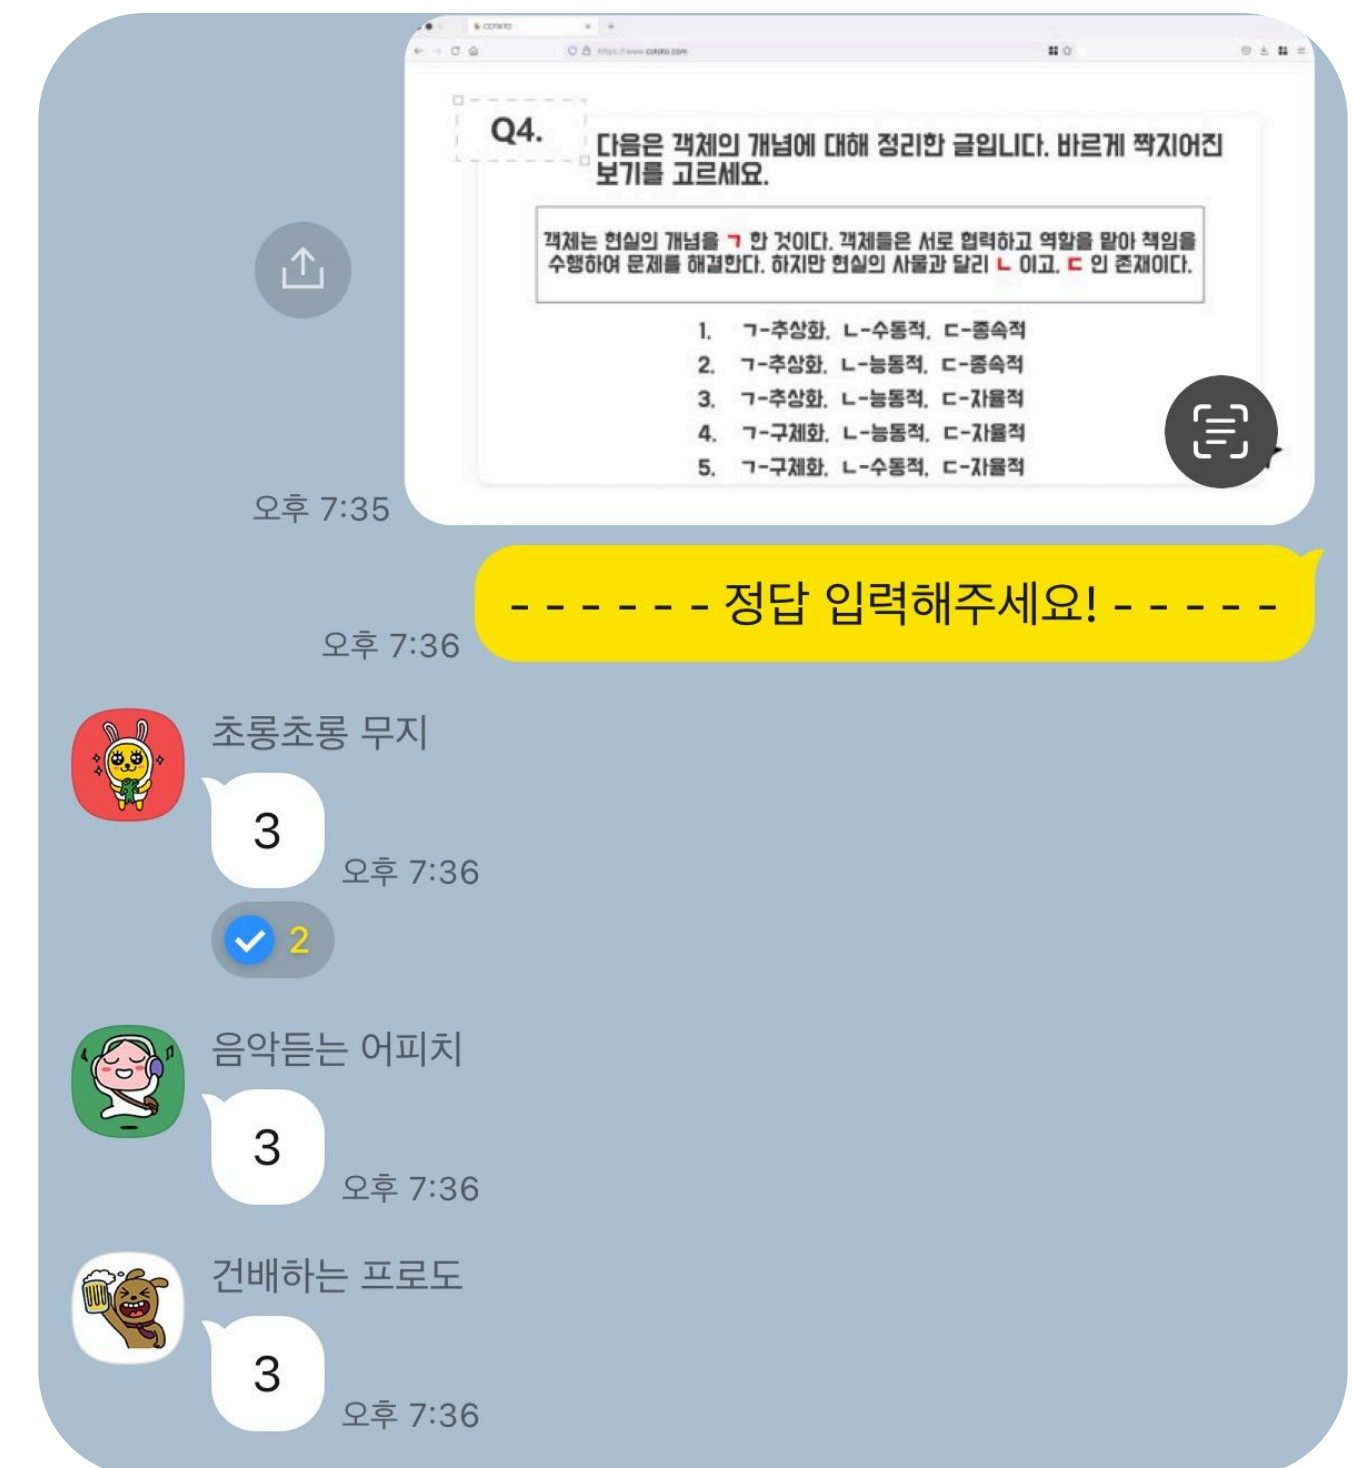 COTATO
https://www.cotato.com
Q4.
다음은 객체의 개념에 대해 정리한 글입니다. 바르게 짝지어진
보기를 고르세요.
객체는 현실의 개념을 ㄱ 한 것이다. 객체들은 서로 협력하고 역할을 맡아 책임을
수행하여 문제를 해결한다. 하지만 현실의 사물과 달리 ㄴ 이고, ㄷ 인 존재이다.
1. ㄱ-추상화, ㄴ-수동적, ㄷ-종속적
2. ㄱ-추상화, ㄴ-능동적, ㄷ-종속적
3. ㄱ-추상화, ㄴ-능동적, ㄷ-자율적
4. ㄱ-구체화, ㄴ-능동적, ㄷ-자율적
5. ㄱ-구체화, ㄴ-수동적, ㄷ-자율적
오후 7:35
- - - - - - 정답 입력해주세요! - - - - -
오후 7:36
초롱초롱 무지
3
오후 7:36
2
음악듣는 어피치
3
오후 7:36
건배하는 프로도
3
오후 7:36